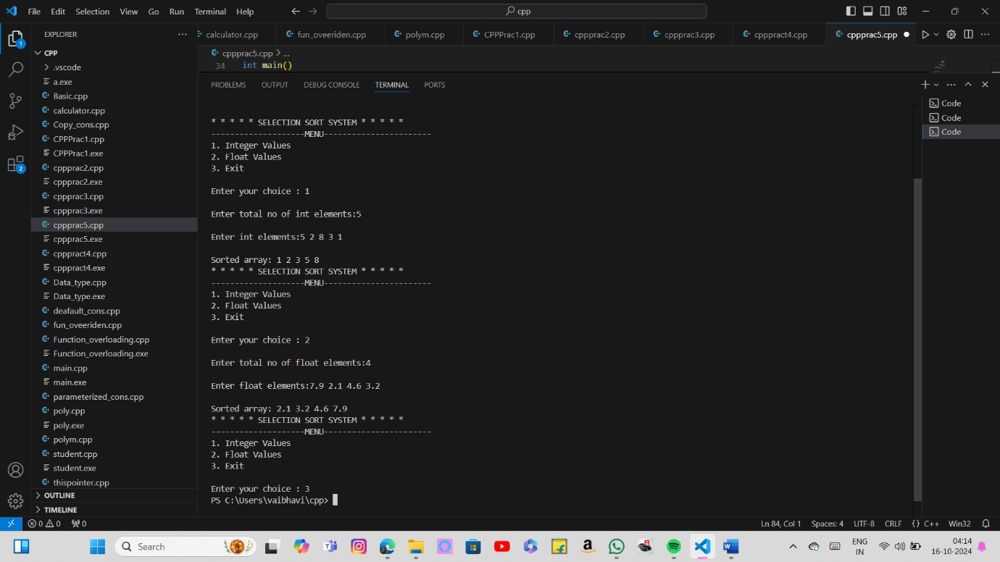 File Edit Selection View Go Run Terminal Help
cpp
EXPLORER
calculator.cpp fun_oveeriden.cpp polym.cpp CPPPrac1.cpp cppprac2.cpp cppprac3.cpp cpppract4.cpp cppprac5.cpp
CPP
cppprac5.cpp > ...
34 int main()
.vscode
a.exe
Basic.cpp
calculator.cpp
Copy_cons.cpp
CPPPrac1.cpp
CPPPrac1.exe
cppprac2.cpp
cppprac2.exe
cppprac3.cpp
cppprac3.exe
cppprac5.cpp
cppprac5.exe
cpppract4.cpp
cpppract4.exe
Data_type.cpp
Data_type.exe
deafault_cons.cpp
fun_oveeriden.cpp
Function_overloading.cpp
Function_overloading.exe
main.cpp
main.exe
parameterized_cons.cpp
poly.cpp
poly.exe
polym.cpp
student.cpp
student.exe
thispointer.cpp
OUTLINE
TIMELINE
1
2
PROBLEMS OUTPUT DEBUG CONSOLE TERMINAL PORTS
Code
Code
Code
* * * * * SELECTION SORT SYSTEM * * * * *
--------------------MENU-----------------------
1. Integer Values
2. Float Values
3. Exit
Enter your choice : 1
Enter total no of int elements:5
Enter int elements:5 2 8 3 1
Sorted array: 1 2 3 5 8
* * * * * SELECTION SORT SYSTEM * * * * *
--------------------MENU-----------------------
1. Integer Values
2. Float Values
3. Exit
Enter your choice : 2
Enter total no of float elements:4
Enter float elements:7.9 2.1 4.6 3.2
Sorted array: 2.1 3.2 4.6 7.9
* * * * * SELECTION SORT SYSTEM * * * * *
--------------------MENU-----------------------
1. Integer Values
2. Float Values
3. Exit
Enter your choice : 3
PS C:\Users\vaibhavi\cpp>
0 0 0 Ln 84, Col 1 Spaces: 4 UTF-8 CRLF {} C++ Win32
Search
ENG
IN
04:14
16-10-2024